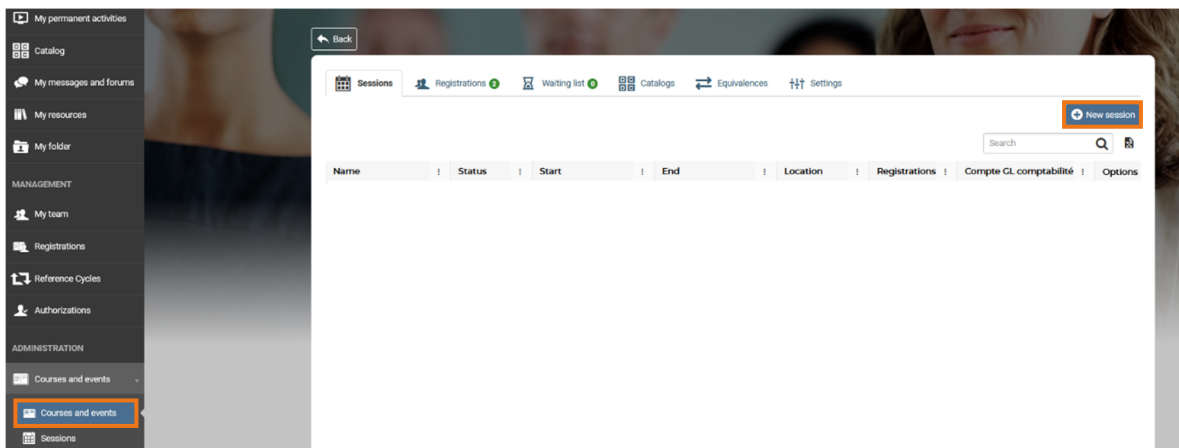 My permanent activities
Catalog
My messages and forums
My resources
My folder
MANAGEMENT
My team
Registrations
Reference Cycles
Authorizations
ADMINISTRATION
Courses and events
Courses and events
Sessions
Back
Sessions Registrations 2 Waiting list 0 Catalogs Equivalences Settings
New session
Search
Name Status Start End Location Registrations Compte GL comptabilité Options